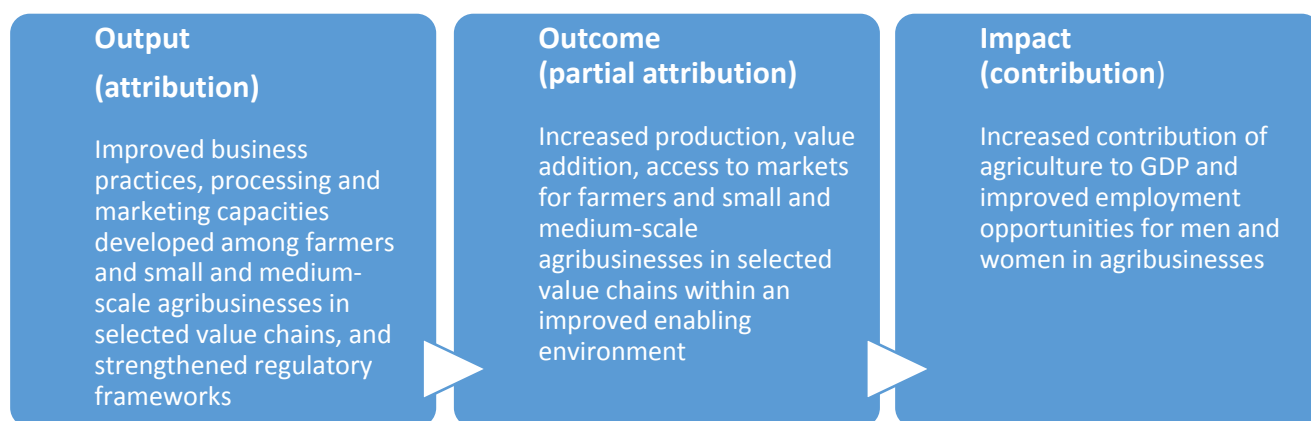 Output
(attribution)
Improved business
practices, processing and
marketing capacities
developed among farmers
and small and medium-
scale agribusinesses in
selected value chains, and
strengthened regulatory
frameworks
Outcome
(partial attribution)
Increased production, value
addition, access to markets
for farmers and small and
medium-scale
agribusinesses in selected
value chains within an
improved enabling
environment
Impact
(contribution)
Increased contribution of
agriculture to GDP and
improved employment
opportunities for men and
women in agribusinesses